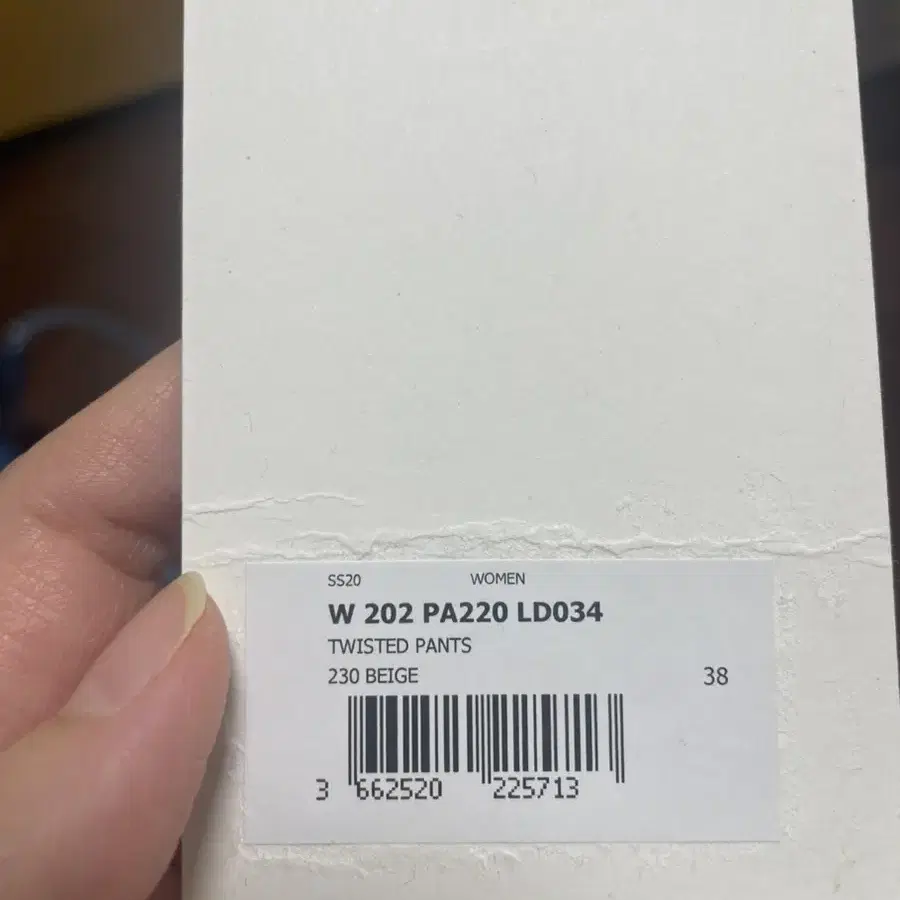 SS20 WOMEN
W 202 PA220 LD034
TWISTED PANTS
230 BEIGE 38
3 662520 225713